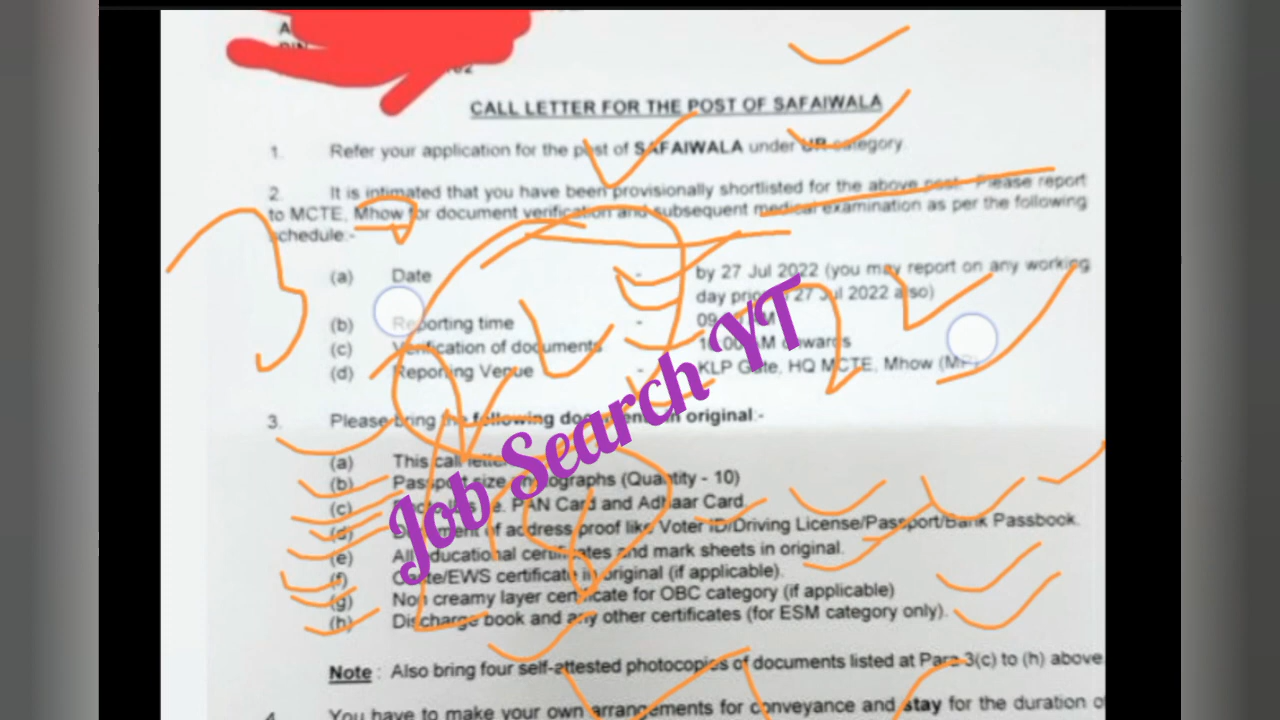 CALL LETTER FOR THE POST OF SAFAIWALA
1. Refer your application for the post of SAFAIWALA under UR category.
2. It is intimated that you have been provisionally shortlisted for the above post. Please report
to MCTE, Mhow for document verification and subsequent medical examination as per the following
schedule:-
(a) Date - by 27 Jul 2022 (you may report on any working
day prior 27 Jul 2022 also)
(b) Reporting time - 09 AM
(c) Verification of documents - AM onwards
(d) Reporting Venue - KLP Gate, HQ MCTE, Mhow (MP)
3. Please bring the following documents in original:-
(a) This call letter
(b) Passport size photographs (Quantity - 10)
(c) PAN Card and Adhaar Card.
(d) Document of address proof like Voter ID/Driving License/Passport/Bank Passbook.
(e) All educational certificates and mark sheets in original.
(f) Caste/EWS certificate in original (if applicable).
(g) Non creamy layer certificate for OBC category (if applicable)
(h) Discharge book and any other certificates (for ESM category only).
Note : Also bring four self-attested photocopies of documents listed at Para 3(c) to (h) above
4. You have to make your own arrangements for conveyance and stay for the duration of
Job Search YT